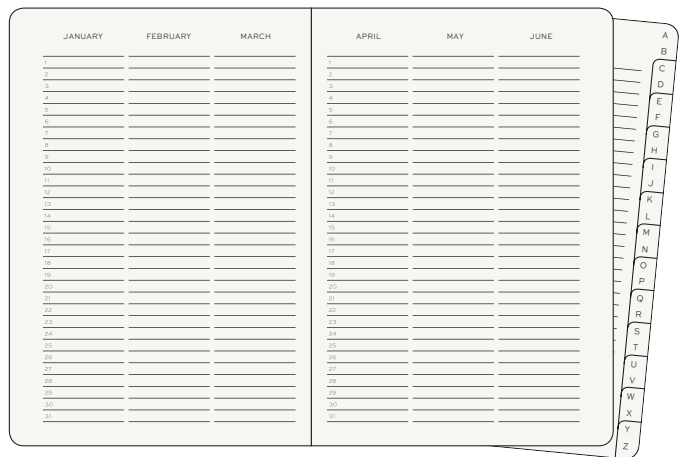 JANUARY FEBRUARY MARCH
1
2
3
4
5
6
7
8
9
10
11
12
13
14
15
16
17
18
19
20
21
22
23
24
25
26
27
28
29
30
31
APRIL MAY JUNE
1
2
3
4
5
6
7
8
9
10
11
12
13
14
15
16
17
18
19
20
21
22
23
24
25
26
27
28
29
30
31
A
B
C
D
E
F
G
H
I
J
K
L
M
N
O
P
Q
R
S
T
U
V
W
X
Y
Z